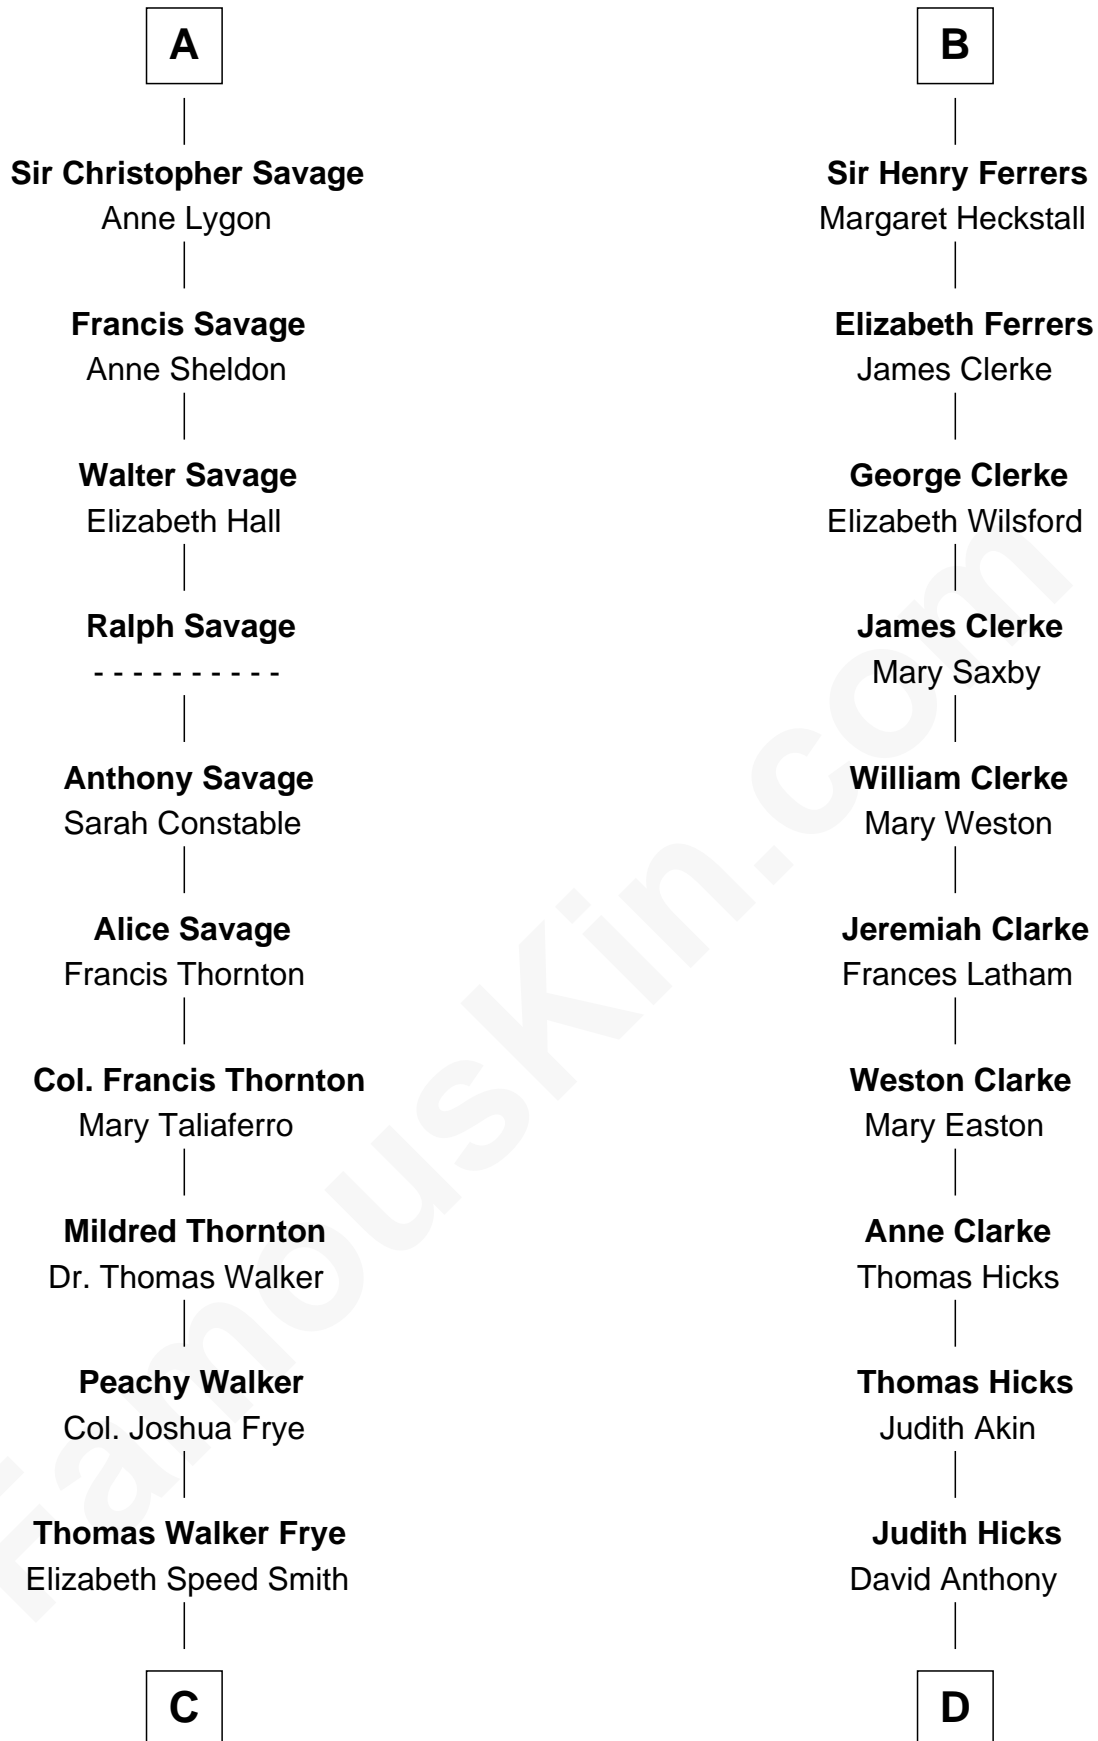 A
Sir Christopher Savage
Anne Lygon
Francis Savage
Anne Sheldon
Walter Savage
Elizabeth Hall
Ralph Savage
- - - - - - - - - -
Anthony Savage
Sarah Constable
Alice Savage
Francis Thornton
Col. Francis Thornton
Mary Taliaferro
Mildred Thornton
Dr. Thomas Walker
Peachy Walker
Col. Joshua Frye
Thomas Walker Frye
Elizabeth Speed Smith
C
B
Sir Henry Ferrers
Margaret Heckstall
Elizabeth Ferrers
James Clerke
George Clerke
Elizabeth Wilsford
James Clerke
Mary Saxby
William Clerke
Mary Weston
Jeremiah Clarke
Frances Latham
Weston Clarke
Mary Easton
Anne Clarke
Thomas Hicks
Thomas Hicks
Judith Akin
Judith Hicks
David Anthony
D
FamousKin.com